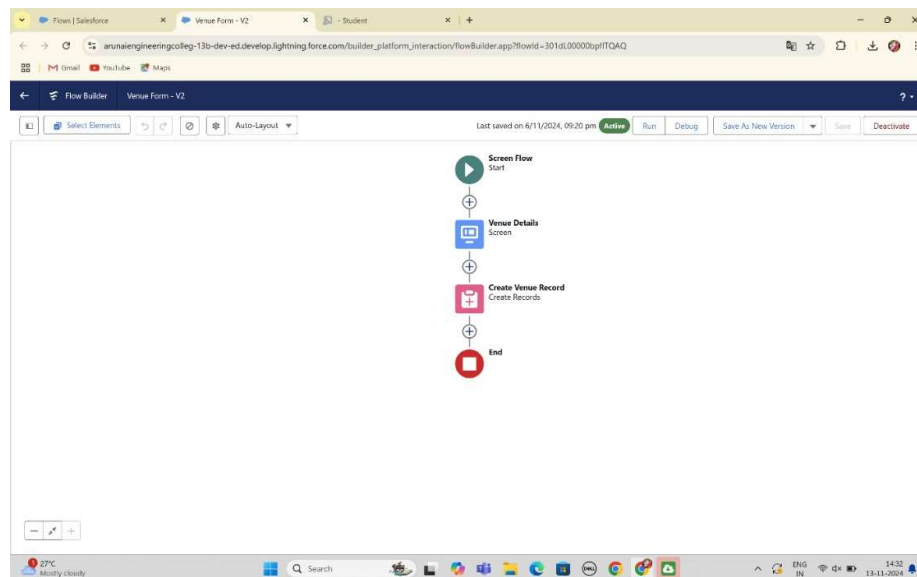 Flows | Salesforce
Venue Form - V2
- Student
arunaiengineeringcolleg-13b-dev-ed.develop.lightning.force.com/builder_platform_interaction/flowBuilder.app?flowId=301dL00000bpfITQAQ
Gmail YouTube Maps
Flow Builder Venue Form - V2 ?
Select Elements Auto-Layout Last saved on 6/11/2024, 09:20 pm Active Run Debug Save As New Version Save Deactivate
Screen Flow
Start
Venue Details
Screen
Create Venue Record
Create Records
End
27°C
Mostly cloudy
Search
ENG
IN
14:32
13-11-2024